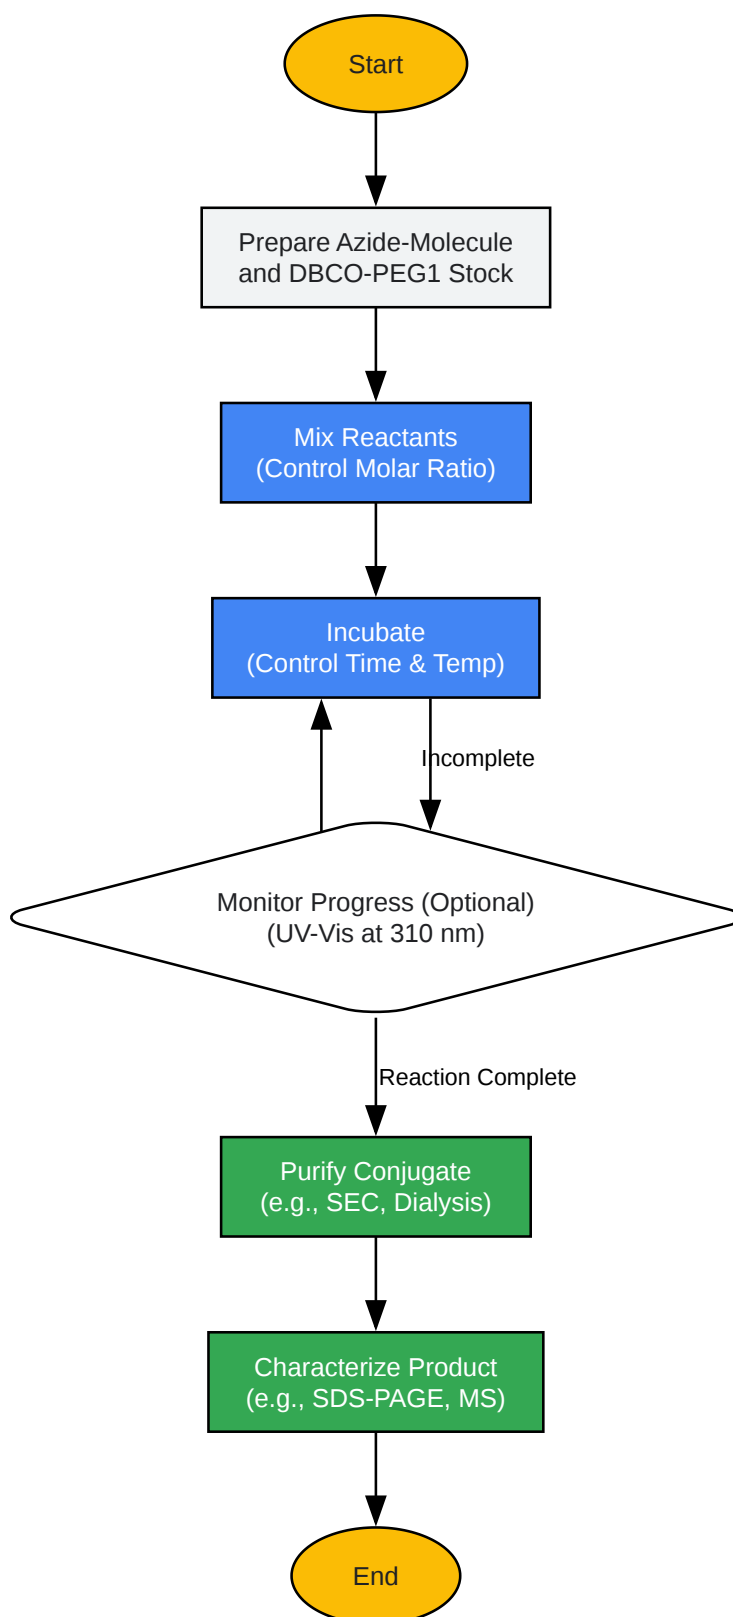 Start
Prepare Azide-Molecule
and DBCO-PEG1 Stock
Mix Reactants
(Control Molar Ratio)
Incubate
(Control Time & Temp)
Incomplete
Monitor Progress (Optional)
(UV-Vis at 310 nm)
Reaction Complete
Purify Conjugate
(e.g., SEC, Dialysis)
Characterize Product
(e.g., SDS-PAGE, MS)
End